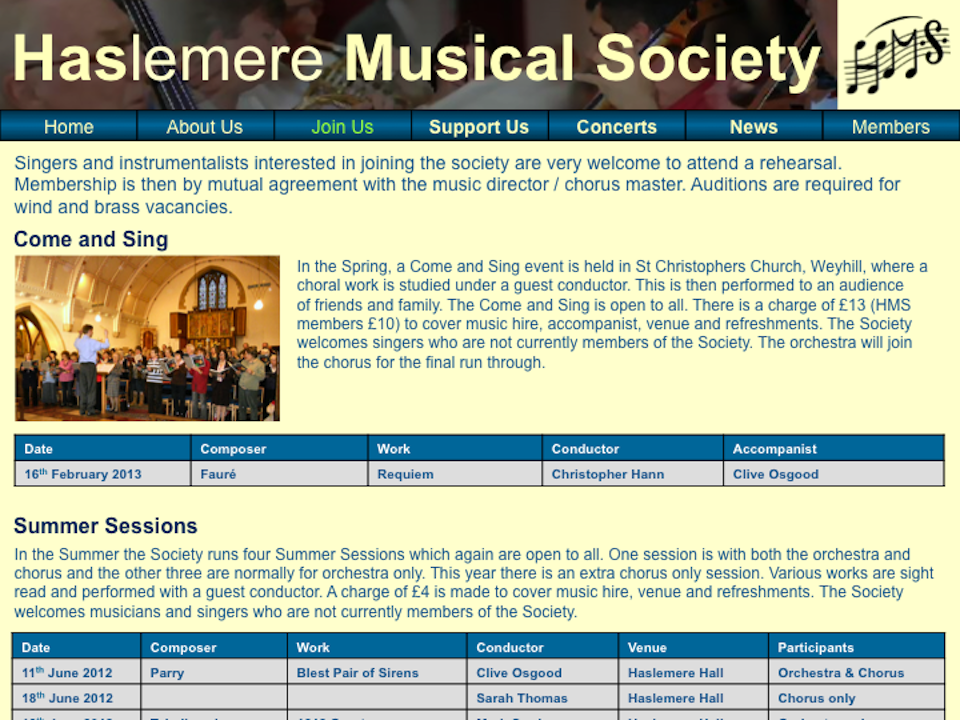 Haslemere Musical Society
HMS
Home About Us Join Us Support Us Concerts News Members
Singers and instrumentalists interested in joining the society are very welcome to attend a rehearsal.
Membership is then by mutual agreement with the music director / chorus master. Auditions are required for
wind and brass vacancies.
Come and Sing
In the Spring, a Come and Sing event is held in St Christophers Church, Weyhill, where a
choral work is studied under a guest conductor. This is then performed to an audience
of friends and family. The Come and Sing is open to all. There is a charge of £13 (HMS
members £10) to cover music hire, accompanist, venue and refreshments. The Society
welcomes singers who are not currently members of the Society. The orchestra will join
the chorus for the final run through.
Date Composer Work Conductor Accompanist
16th February 2013 Fauré Requiem Christopher Hann Clive Osgood
Summer Sessions
In the Summer the Society runs four Summer Sessions which again are open to all. One session is with both the orchestra and
chorus and the other three are normally for orchestra only. This year there is an extra chorus only session. Various works are sight
read and performed with a guest conductor. A charge of £4 is made to cover music hire, venue and refreshments. The Society
welcomes musicians and singers who are not currently members of the Society.
Date Composer Work Conductor Venue Participants
11th June 2012 Parry Blest Pair of Sirens Clive Osgood Haslemere Hall Orchestra & Chorus
18th June 2012 Sarah Thomas Haslemere Hall Chorus only